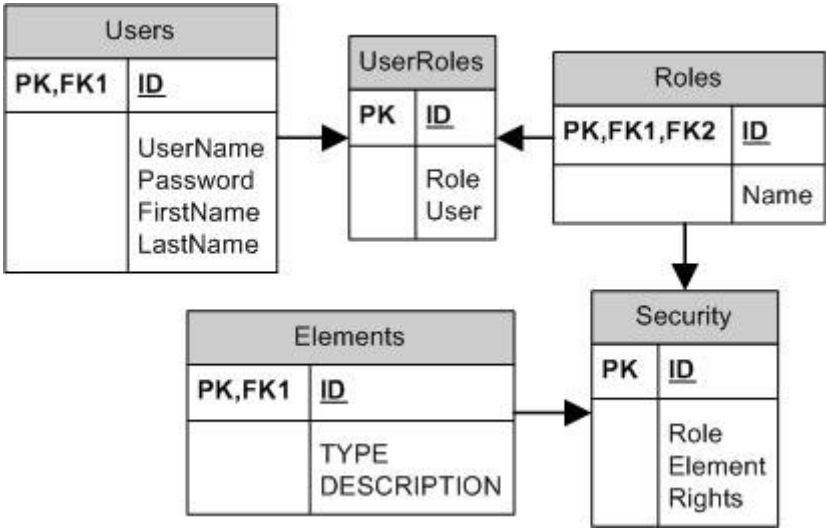 Users
PK,FK1 ID
UserName
Password
FirstName
LastName
UserRoles
PK ID
Role
User
Roles
PK,FK1,FK2 ID
Name
Elements
PK,FK1 ID
TYPE
DESCRIPTION
Security
PK ID
Role
Element
Rights